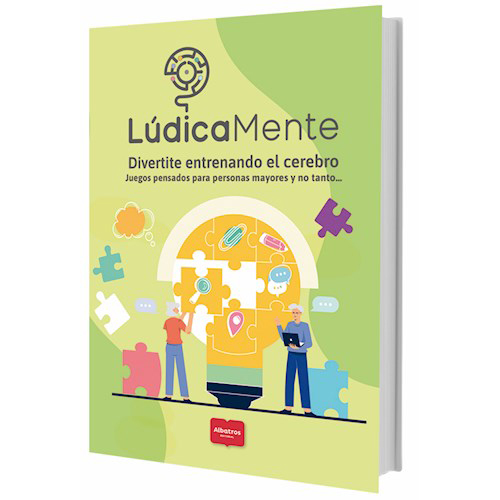 LúdicaMente
Divertite entrenando el cerebro
Juegos pensados para personas mayores y no tanto...
Albatros